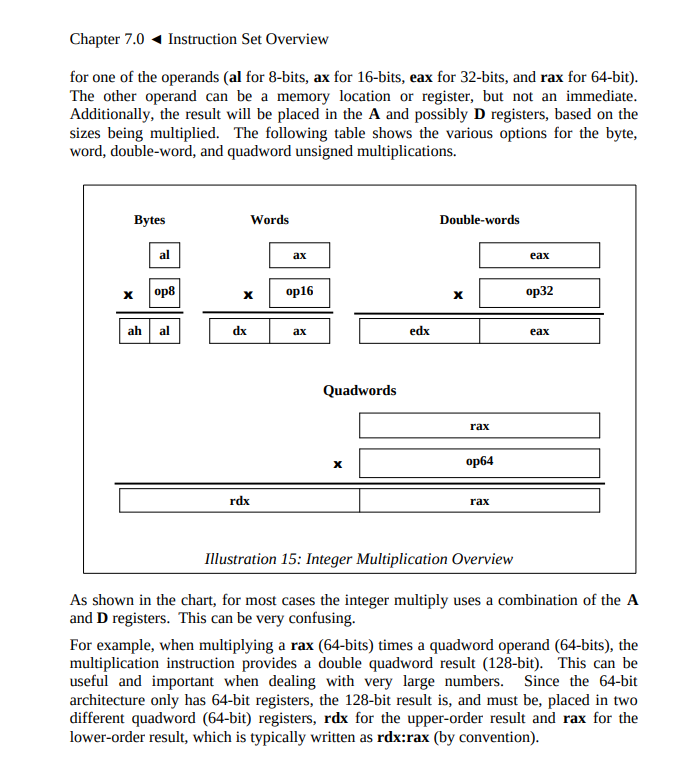 Chapter 7.0 ◄ Instruction Set Overview
for one of the operands (al for 8-bits, ax for 16-bits, eax for 32-bits, and rax for 64-bit).
The other operand can be a memory location or register, but not an immediate.
Additionally, the result will be placed in the A and possibly D registers, based on the
sizes being multiplied. The following table shows the various options for the byte,
word, double-word, and quadword unsigned multiplications.
Bytes Words Double-words
al ax eax
x op8 x op16 x op32
ah al dx ax edx eax
Quadwords
rax
x op64
rdx rax
Illustration 15: Integer Multiplication Overview
As shown in the chart, for most cases the integer multiply uses a combination of the A
and D registers. This can be very confusing.
For example, when multiplying a rax (64-bits) times a quadword operand (64-bits), the
multiplication instruction provides a double quadword result (128-bit). This can be
useful and important when dealing with very large numbers. Since the 64-bit
architecture only has 64-bit registers, the 128-bit result is, and must be, placed in two
different quadword (64-bit) registers, rdx for the upper-order result and rax for the
lower-order result, which is typically written as rdx:rax (by convention).